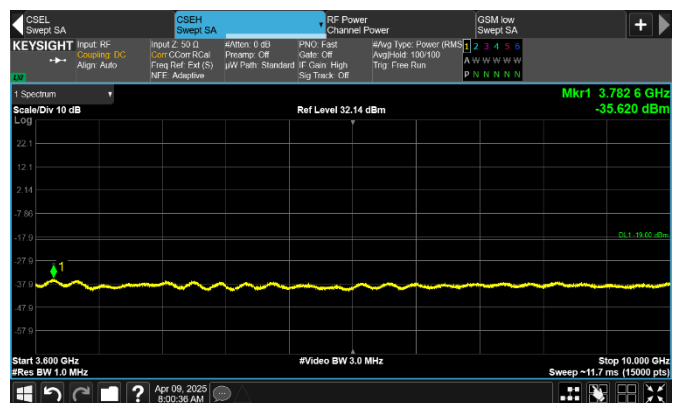 CSEL
Swept SA
CSEH
Swept SA
RF Power
Channel Power
GSM low
Swept SA
+
KEYSIGHT
LXI
Input: RF
Coupling: DC
Align: Auto
Input Z: 50 Ω
Corr CCorr RCal
Freq Ref: Ext (S)
NFE: Adaptive
#Atten: 0 dB
Preamp: Off
µW Path: Standard
PNO: Fast
Gate: Off
IF Gain: High
Sig Track: Off
#Avg Type: Power (RMS)
Avg|Hold: 100/100
Trig: Free Run
1 2 3 4 5 6
A W W W W W
P N N N N N
1 Spectrum
Mkr1 3.782 6 GHz
Scale/Div 10 dB
Ref Level 32.14 dBm
-35.620 dBm
Log
22.1
12.1
2.14
-7.86
-17.9
DL1 -19.00 dBm
-27.9
1
-37.9
-47.9
-57.9
Start 3.600 GHz
#Video BW 3.0 MHz
Stop 10.000 GHz
#Res BW 1.0 MHz
Sweep ~11.7 ms (15000 pts)
?
Apr 09, 2025
8:00:36 AM